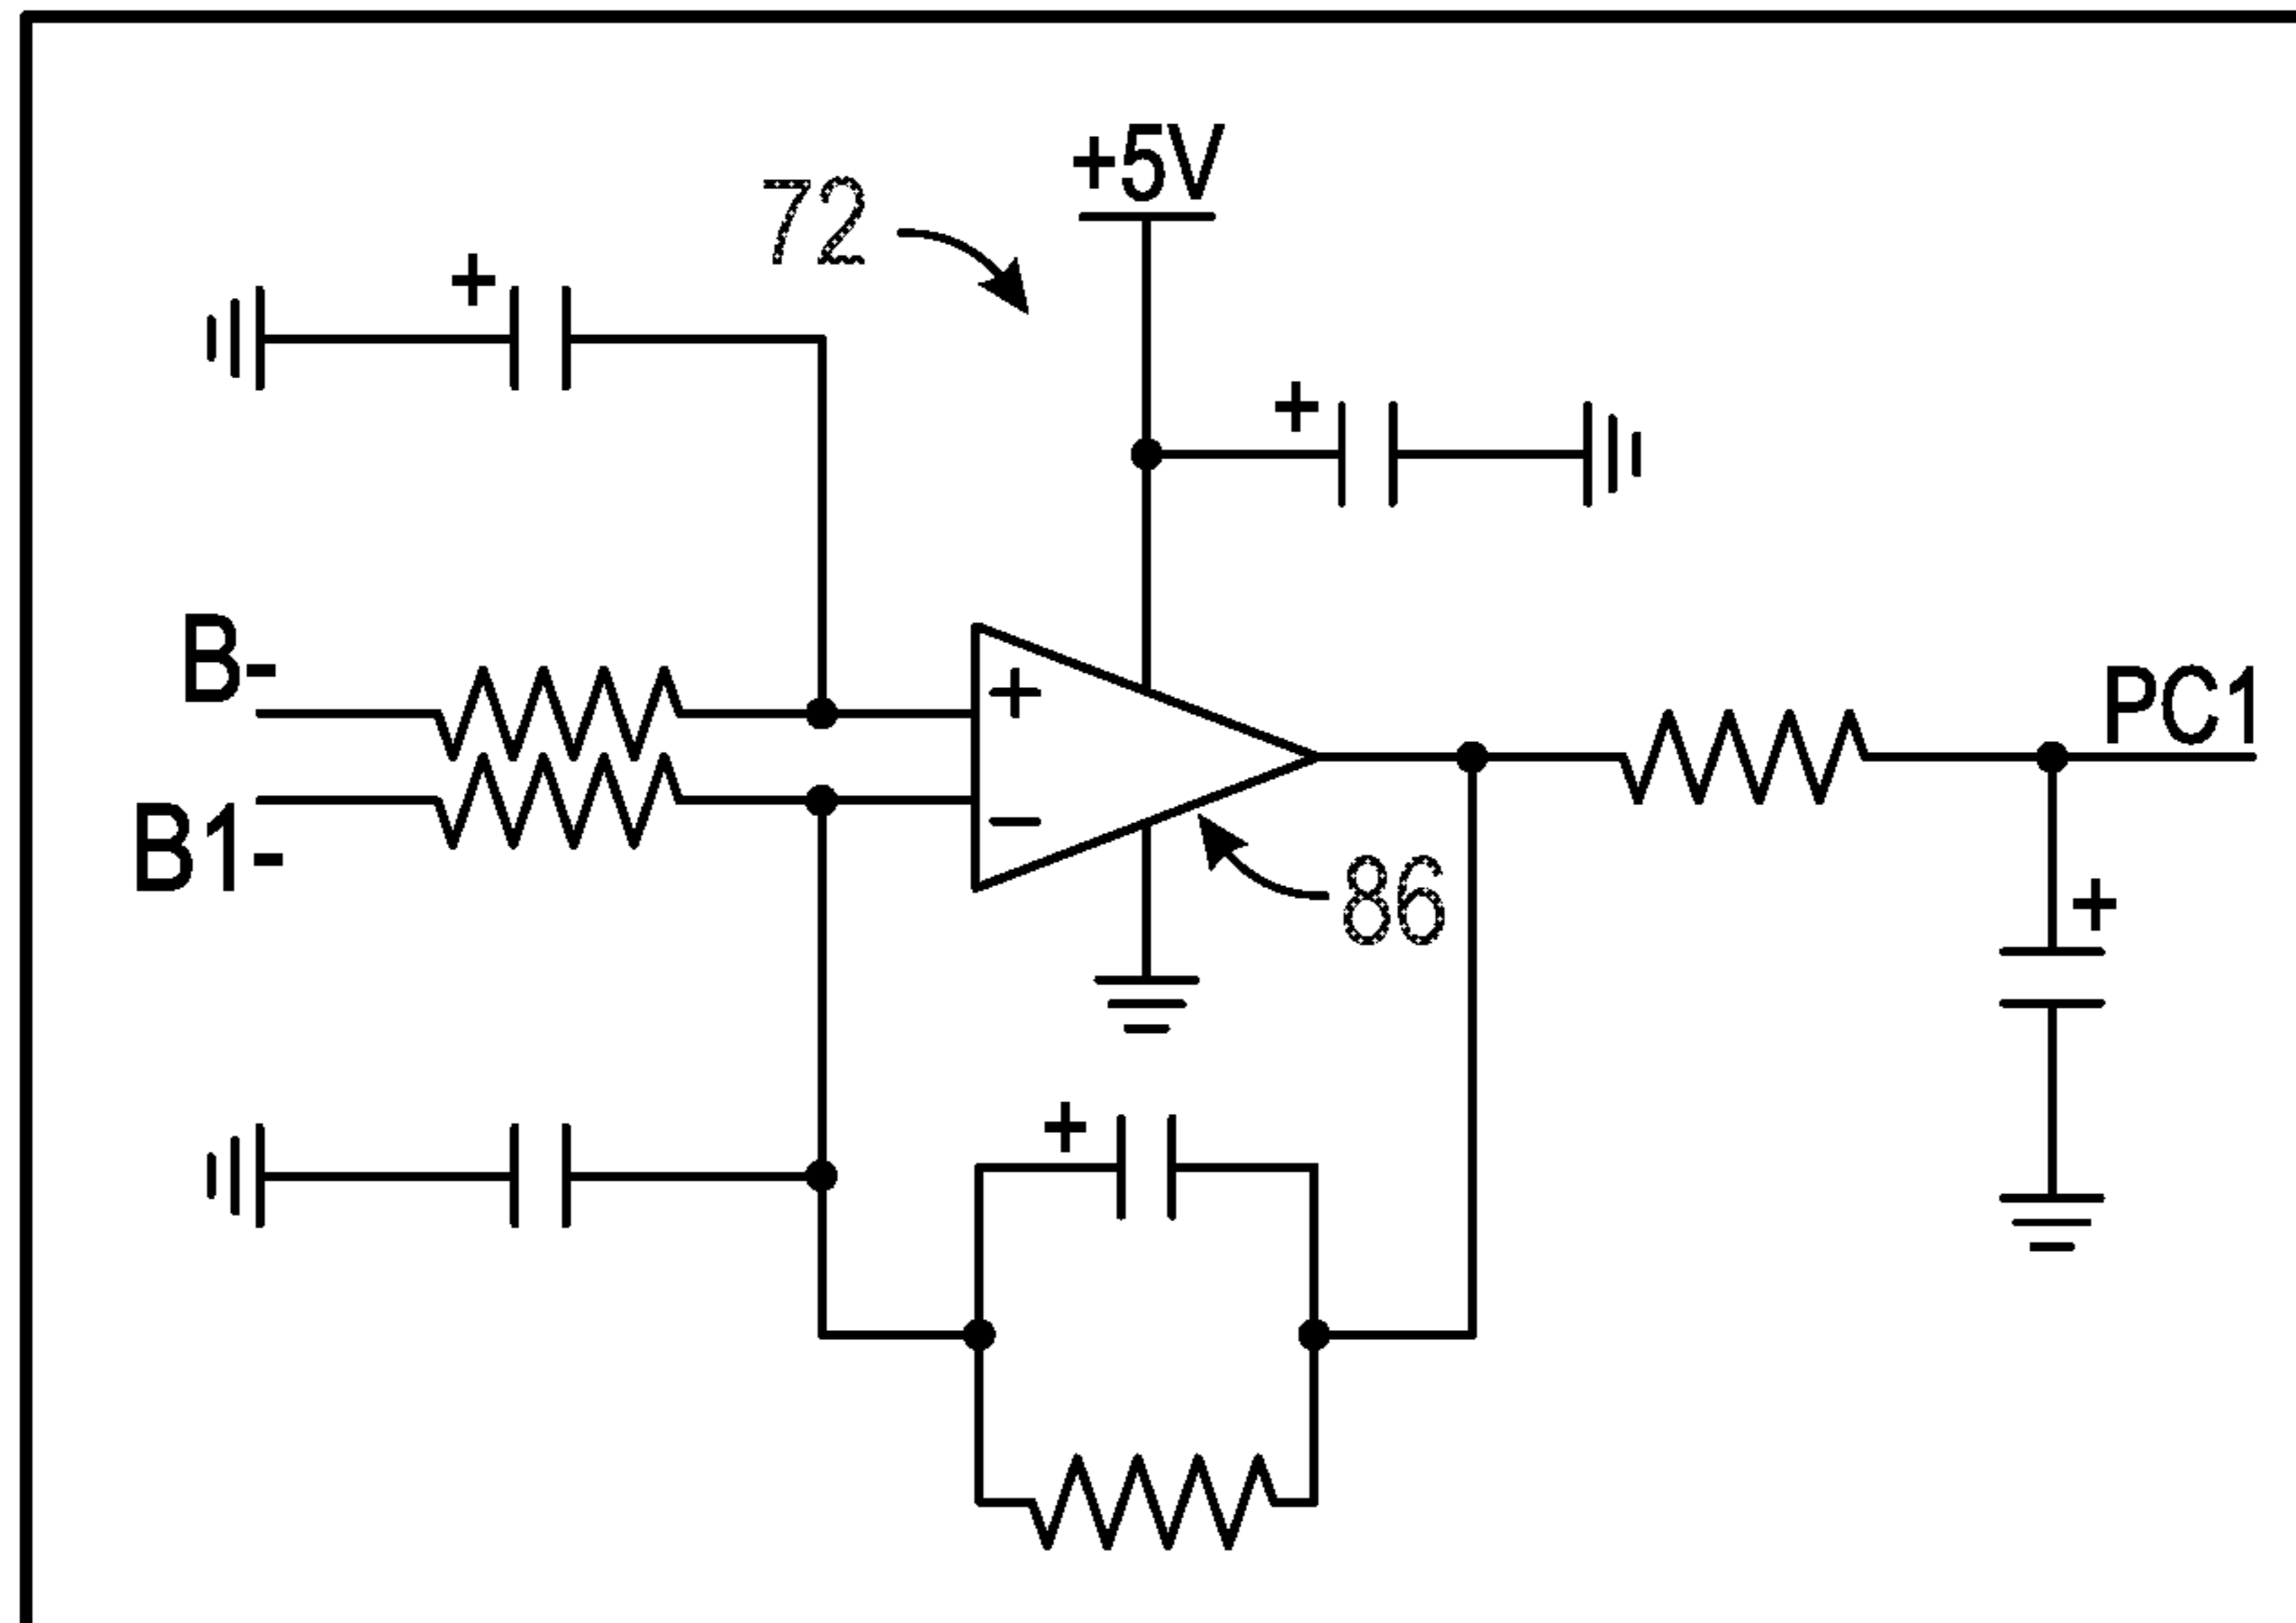 +5V
72
+
+
B-
+
PC1
B1-
−
86
+
+